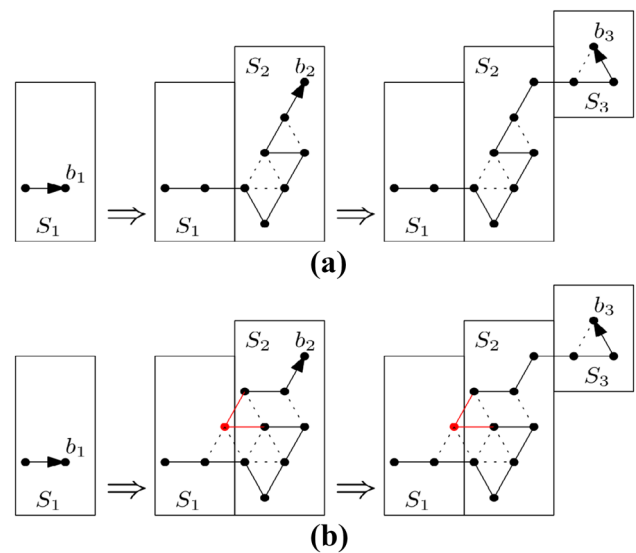 b₃
S₂
b₂
S₂
S₃
b₁
S₁
⇒
S₁
⇒
S₁
(a)
b₃
S₂
b₂
S₂
S₃
b₁
S₁
⇒
S₁
⇒
S₁
(b)